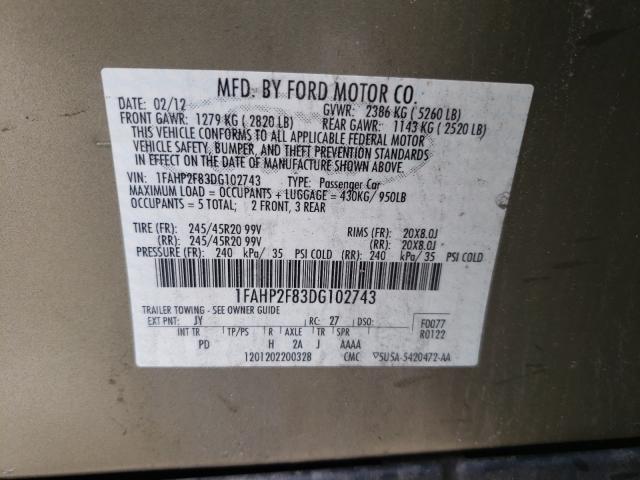 MFD. BY FORD MOTOR CO.
DATE: 02/12 GVWR: 2386 KG ( 5260 LB)
FRONT GAWR: 1279 KG ( 2820 LB) REAR GAWR: 1143 KG ( 2520 LB)
THIS VEHICLE CONFORMS TO ALL APPLICABLE FEDERAL MOTOR
VEHICLE SAFETY, BUMPER, AND THEFT PREVENTION STANDARDS
IN EFFECT ON THE DATE OF MANUFACTURE SHOWN ABOVE.
VIN: 1FAHP2F83DG102743 TYPE: Passenger Car
MAXIMUM LOAD = OCCUPANTS + LUGGAGE = 430KG/ 950LB
OCCUPANTS = 5 TOTAL; 2 FRONT, 3 REAR
TIRE (FR): 245/45R20 99V RIMS (FR): 20X8.0J
(RR): 245/45R20 99V (RR): 20X8.0J
PRESSURE (FR): 240 kPa/ 35 PSI COLD (RR): 240 kPa/ 35 PSI COLD
1FAHP2F83DG102743
TRAILER TOWING - SEE OWNER GUIDE
EXT PNT: JY RC: 27 DSO: F0077
INT TR TP/PS R AXLE TR SPR R0122
PD H 2A J AAAA
1201202200328 CMC 5U5A-5420472-AA